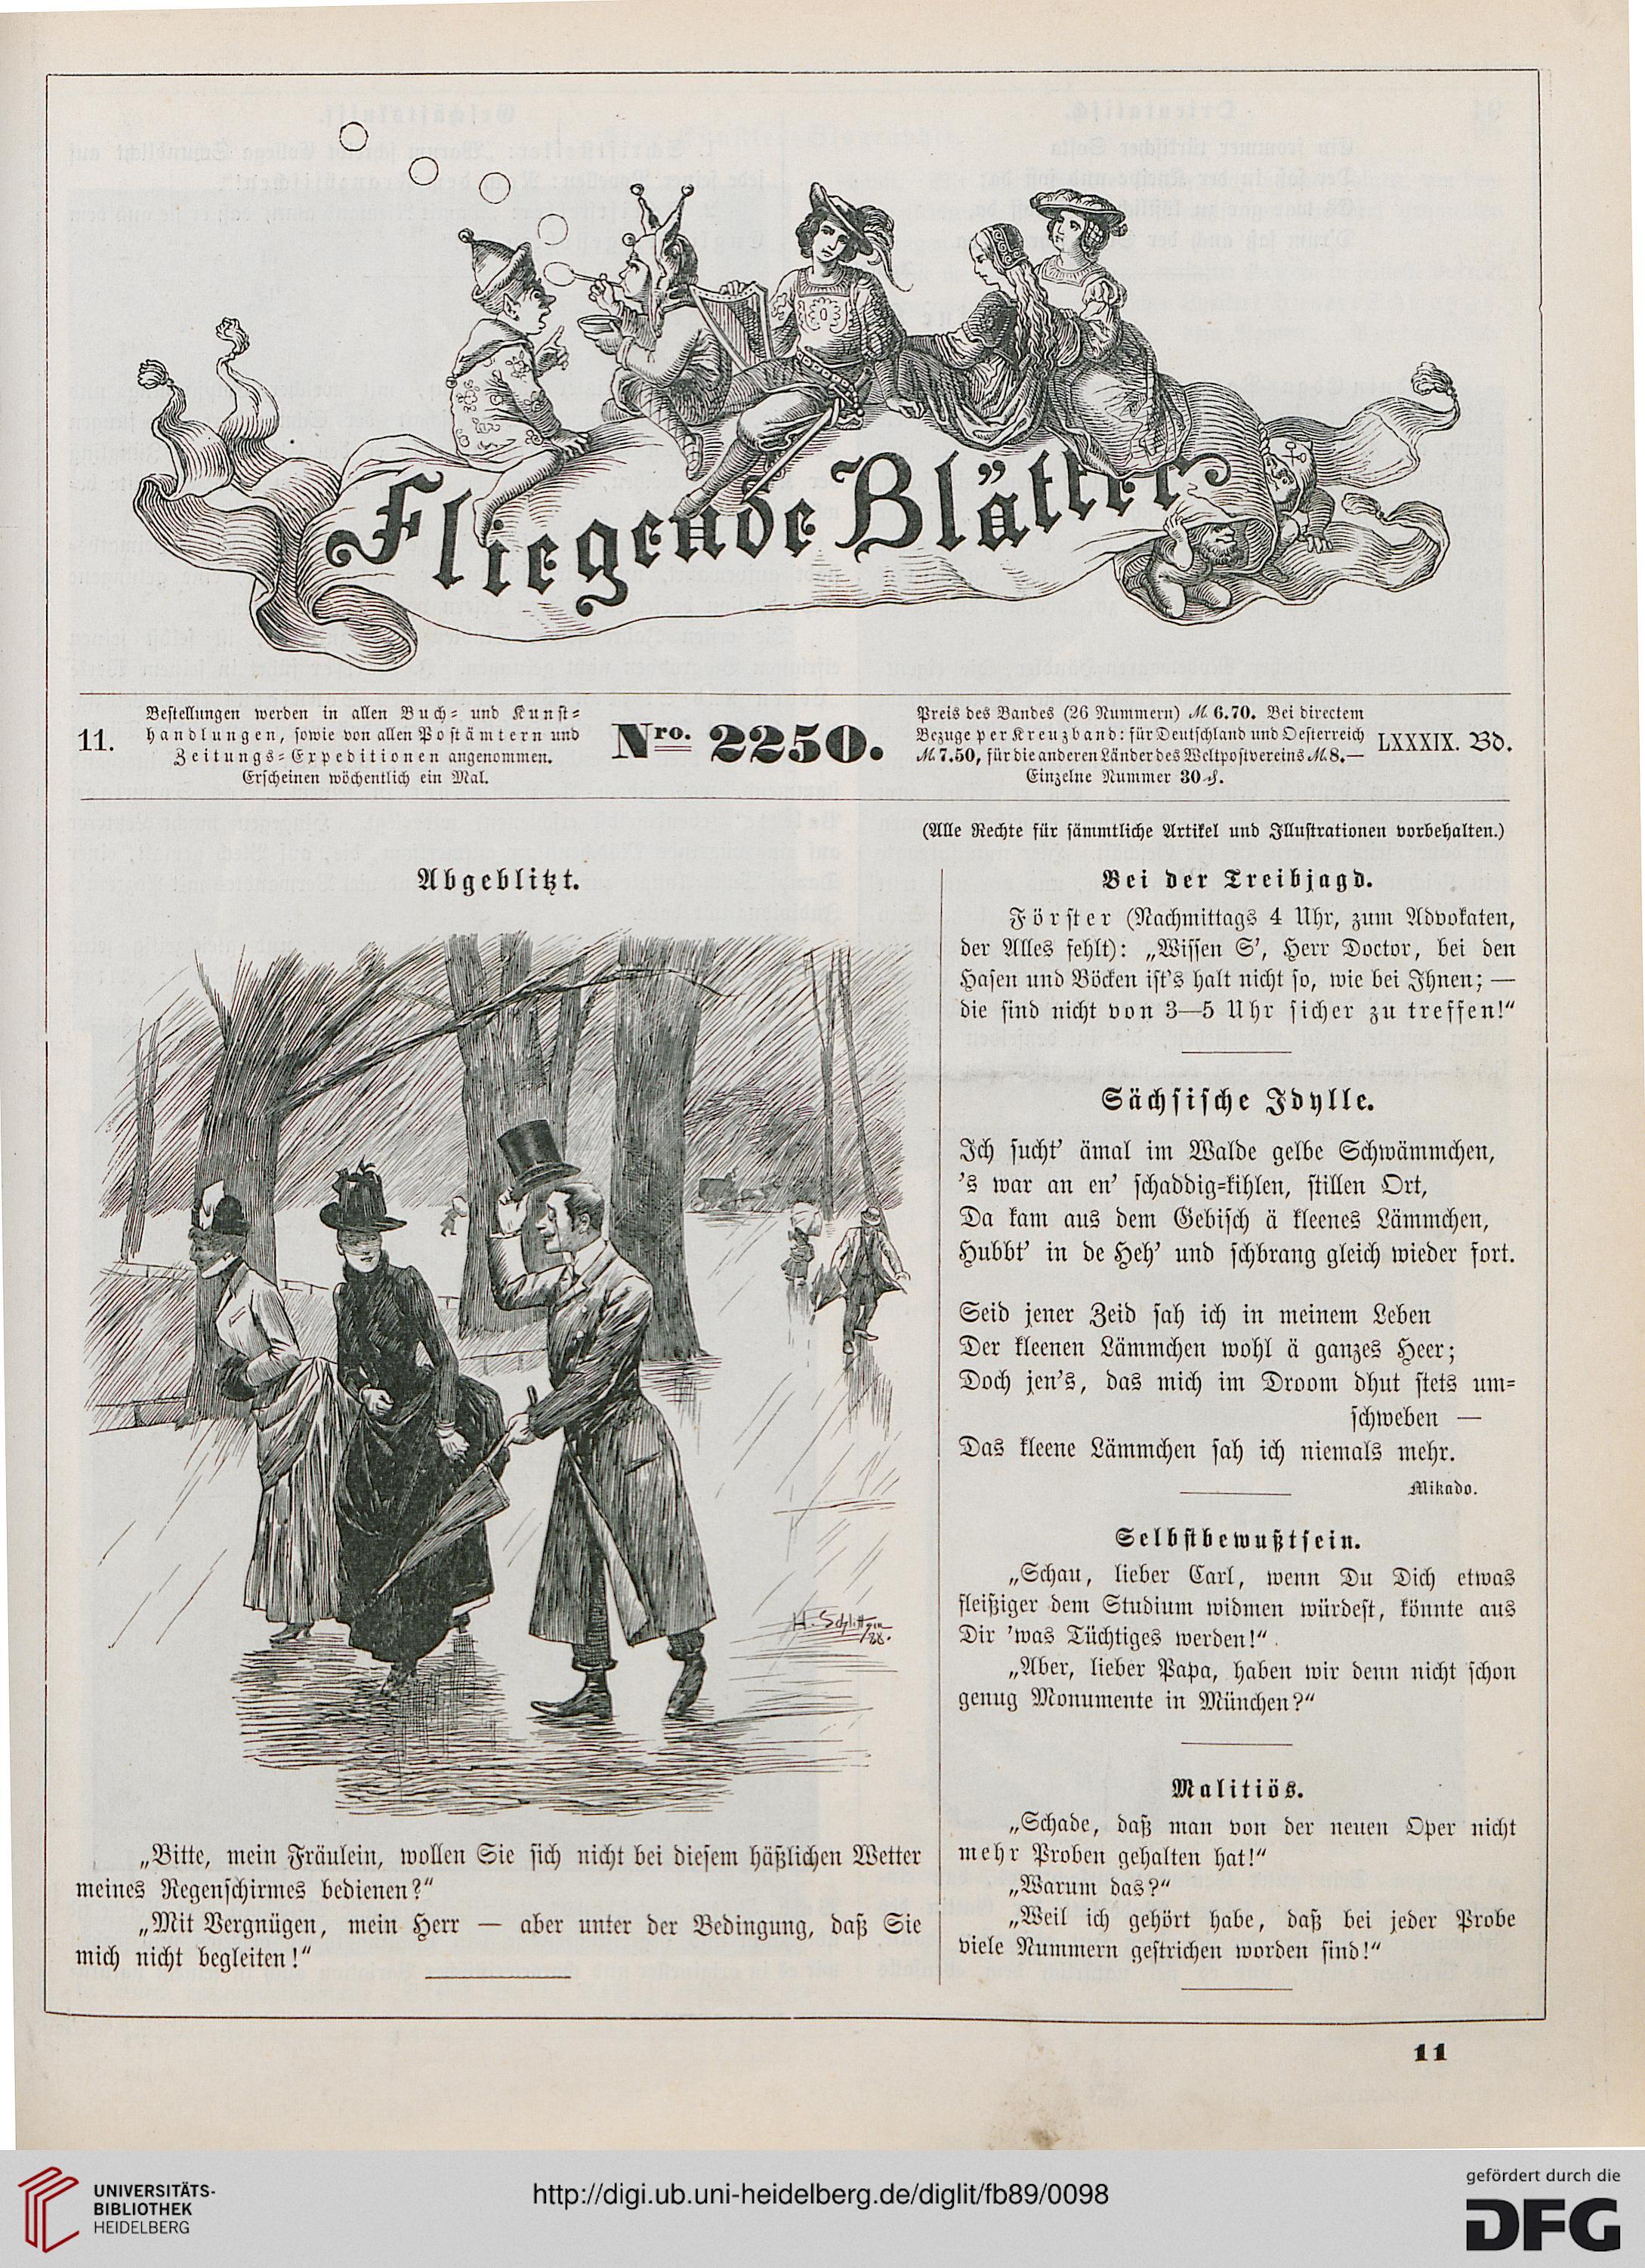 Fliegende Blätter
11.
Bestellungen werden in allen Buch- und Kunst-
handlungen, sowie von allen Postämtern und
Zeitungs-Expeditionen angenommen.
Erscheinen wöchentlich ein Mal.
Nro. 2250.
Preis des Bandes (26 Nummern) ℳ 6.70. Bei directem
Bezuge per Kreuzband: für Deutschland und Oesterreich
ℳ 7.50, für die anderen Länder des Weltpostvereins ℳ 8.—
Einzelne Nummer 30 ₰.
LXXXIX. Bd.
(Alle Rechte für sämmtliche Artikel und Illustrationen vorbehalten.)
Abgeblitzt.
H. Schlittgen
/88.
„Bitte, mein Fräulein, wollen Sie sich nicht bei diesem häßlichen Wetter
meines Regenschirmes bedienen?“
„Mit Vergnügen, mein Herr — aber unter der Bedingung, daß Sie
mich nicht begleiten!“
Bei der Treibjagd.
Förster (Nachmittags 4 Uhr, zum Advokaten,
der Alles fehlt): „Wissen S', Herr Doctor, bei den
Hasen und Böcken ist's halt nicht so, wie bei Ihnen; —
die sind nicht von 3—5 Uhr sicher zu treffen!“
Sächsische Idylle.
Ich sucht' ämal im Walde gelbe Schwämmchen,
's war an en' schaddig-kihlen, stillen Ort,
Da kam aus dem Gebisch ä kleenes Lämmchen,
Hubbt' in de Heh' und schbrang gleich wieder fort.
Seid jener Zeid sah ich in meinem Leben
Der kleenen Lämmchen wohl ä ganzes Heer;
Doch jen's, das mich im Droom dhut stets um-
schweben —
Das kleene Lämmchen sah ich niemals mehr.
Mikado.
Selbstbewußtsein.
„Schau, lieber Carl, wenn Du Dich etwas
fleißiger dem Studium widmen würdest, könnte aus
Dir 'was Tüchtiges werden!“
„Aber, lieber Papa, haben wir denn nicht schon
genug Monumente in München?“
Malitiös.
„Schade, daß man von der neuen Oper nicht
mehr Proben gehalten hat!“
„Warum das?“
„Weil ich gehört habe, daß bei jeder Probe
viele Nummern gestrichen worden sind!“
11
UNIVERSITÄTS-
BIBLIOTHEK
HEIDELBERG
http://digi.ub.uni-heidelberg.de/diglit/fb89/0098
gefördert durch die
DFG